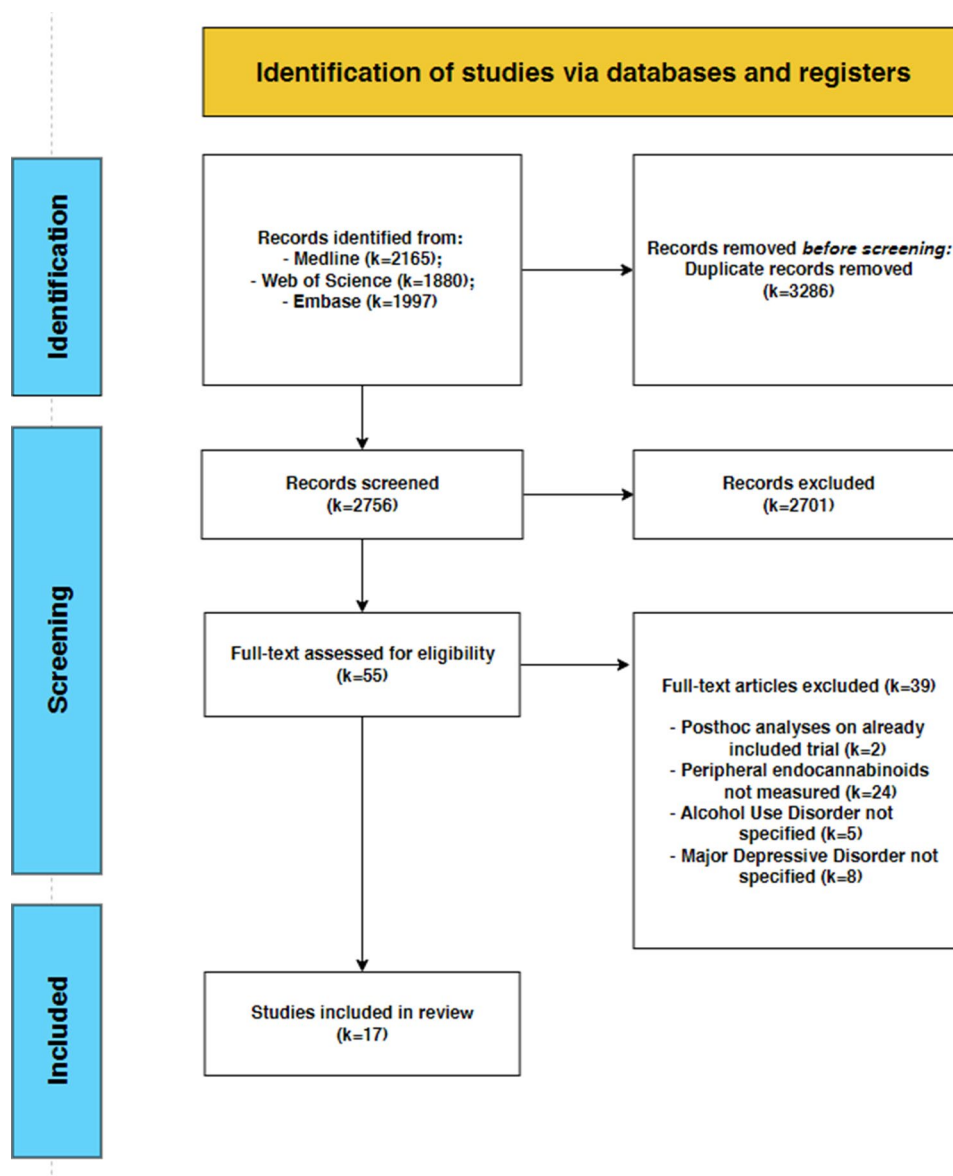 Identification of studies via databases and registers
Identification
Records identified from:
- Medline (k=2165);
- Web of Science (k=1880);
- Embase (k=1997)
Records removed before screening:
Duplicate records removed
(k=3286)
Screening
Records screened
(k=2756)
Records excluded
(k=2701)
Full-text assessed for eligibility
(k=55)
Full-text articles excluded (k=39)
- Posthoc analyses on already
included trial (k=2)
- Peripheral endocannabinoids
not measured (k=24)
- Alcohol Use Disorder not
specified (k=5)
- Major Depressive Disorder not
specified (k=8)
Included
Studies included in review
(k=17)